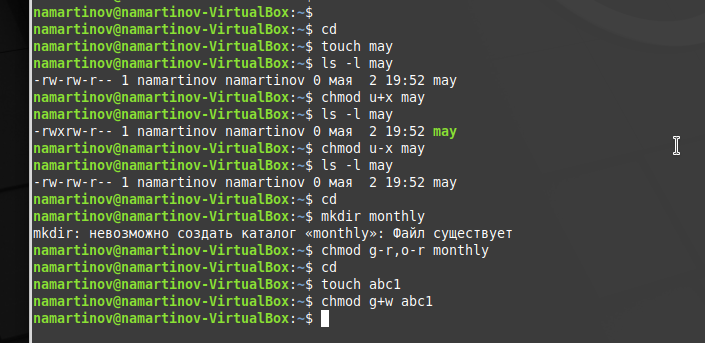 namartinov@namartinov-VirtualBox:~$
namartinov@namartinov-VirtualBox:~$ cd
namartinov@namartinov-VirtualBox:~$ touch may
namartinov@namartinov-VirtualBox:~$ ls -l may
-rw-rw-r-- 1 namartinov namartinov 0 мая  2 19:52 may
namartinov@namartinov-VirtualBox:~$ chmod u+x may
namartinov@namartinov-VirtualBox:~$ ls -l may
-rwxrw-r-- 1 namartinov namartinov 0 мая  2 19:52 may
namartinov@namartinov-VirtualBox:~$ chmod u-x may
namartinov@namartinov-VirtualBox:~$ ls -l may
-rw-rw-r-- 1 namartinov namartinov 0 мая  2 19:52 may
namartinov@namartinov-VirtualBox:~$ cd
namartinov@namartinov-VirtualBox:~$ mkdir monthly
mkdir: невозможно создать каталог «monthly»: Файл существует
namartinov@namartinov-VirtualBox:~$ chmod g-r,o-r monthly
namartinov@namartinov-VirtualBox:~$ cd
namartinov@namartinov-VirtualBox:~$ touch abc1
namartinov@namartinov-VirtualBox:~$ chmod g+w abc1
namartinov@namartinov-VirtualBox:~$